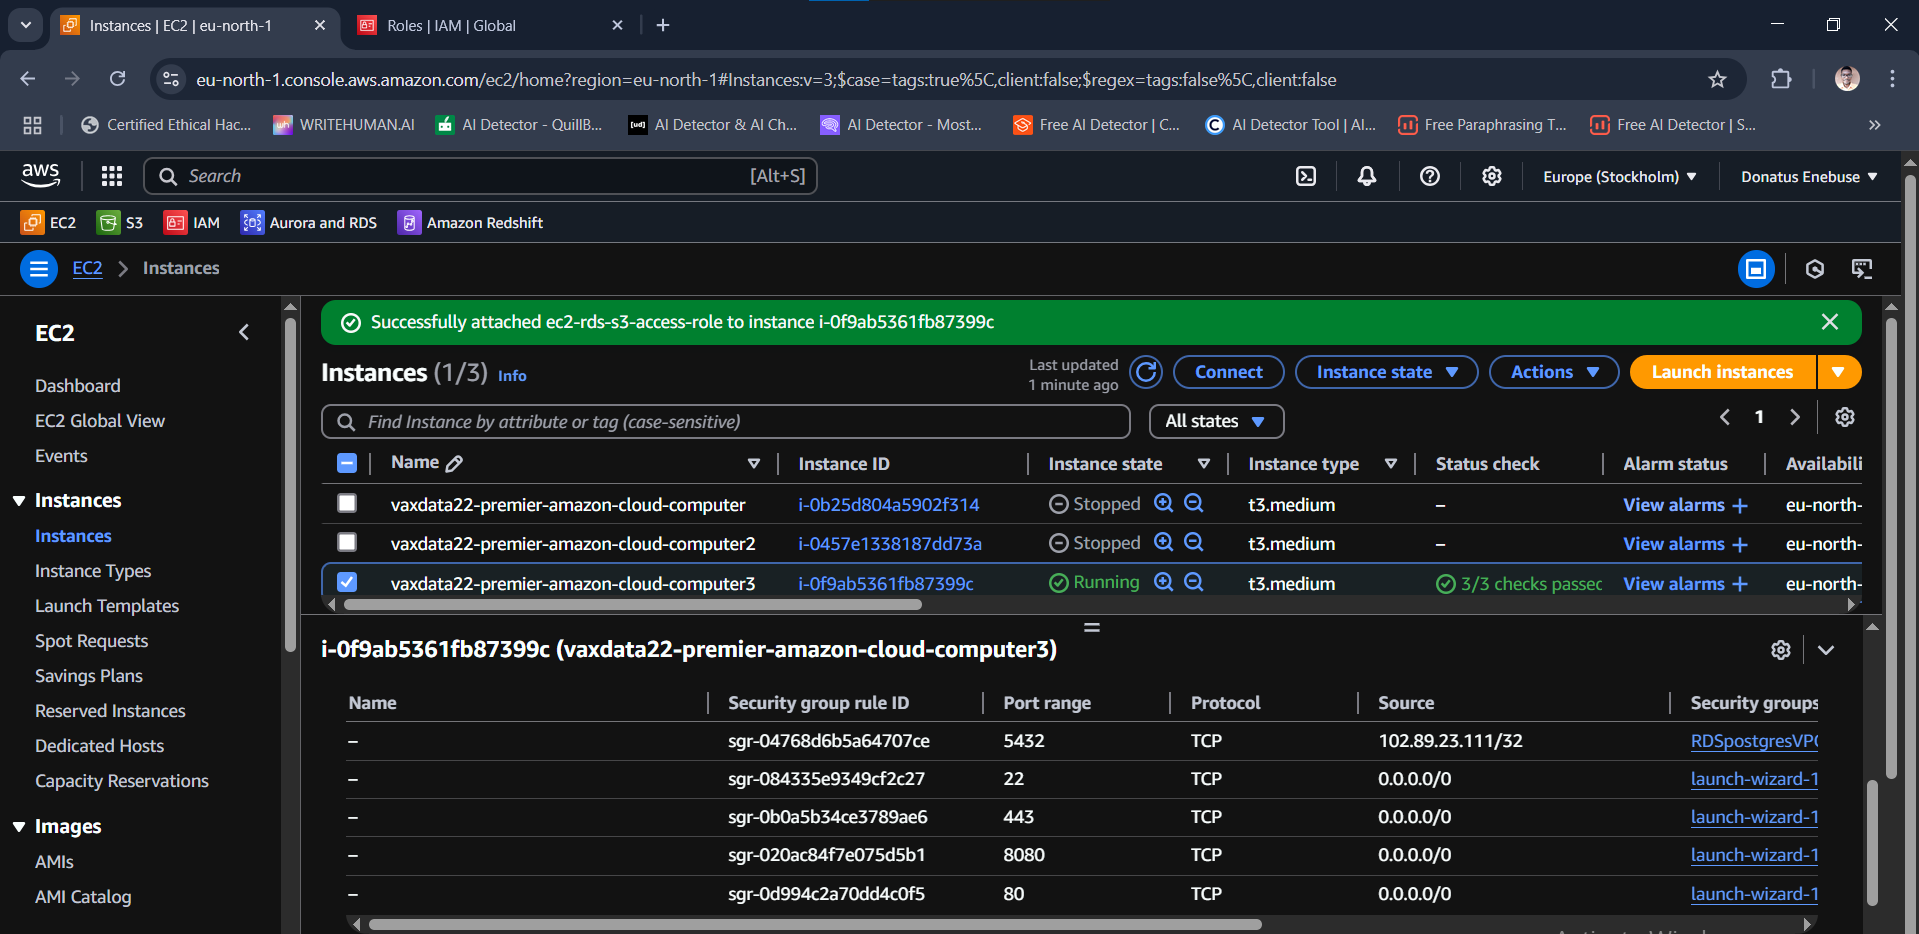 Instances | EC2 | eu-north-1
Roles | IAM | Global
eu-north-1.console.aws.amazon.com/ec2/home?region=eu-north-1#Instances:v=3;$case=tags:true%5C,client:false;$regex=tags:false%5C,client:false
Certified Ethical Hac... WRITEHUMAN.AI AI Detector - QuillB... AI Detector & AI Ch... AI Detector - Most... Free AI Detector | C... AI Detector Tool | AI... Free Paraphrasing T... Free AI Detector | S...
aws Search [Alt+S] Europe (Stockholm) Donatus Enebuse
EC2 S3 IAM Aurora and RDS Amazon Redshift
EC2 Instances
EC2
Dashboard
EC2 Global View
Events
Instances
Instances
Instance Types
Launch Templates
Spot Requests
Savings Plans
Reserved Instances
Dedicated Hosts
Capacity Reservations
Images
AMIs
AMI Catalog
Successfully attached ec2-rds-s3-access-role to instance i-0f9ab5361fb87399c
Instances (1/3) Info
Last updated
1 minute ago
Connect Instance state Actions Launch instances
Find Instance by attribute or tag (case-sensitive) All states 1
Name Instance ID Instance state Instance type Status check Alarm status Availabili
vaxdata22-premier-amazon-cloud-computer i-0b25d804a5902f314 Stopped t3.medium – View alarms + eu-north-
vaxdata22-premier-amazon-cloud-computer2 i-0457e1338187dd73a Stopped t3.medium – View alarms + eu-north-
vaxdata22-premier-amazon-cloud-computer3 i-0f9ab5361fb87399c Running t3.medium 3/3 checks passec View alarms + eu-north-
i-0f9ab5361fb87399c (vaxdata22-premier-amazon-cloud-computer3)
Name Security group rule ID Port range Protocol Source Security groups
– sgr-04768d6b5a64707ce 5432 TCP 102.89.23.111/32 RDSpostgresVPC
– sgr-084335e9349cf2c27 22 TCP 0.0.0.0/0 launch-wizard-1
– sgr-0b0a5b34ce3789ae6 443 TCP 0.0.0.0/0 launch-wizard-1
– sgr-020ac84f7e075d5b1 8080 TCP 0.0.0.0/0 launch-wizard-1
– sgr-0d994c2a70dd4c0f5 80 TCP 0.0.0.0/0 launch-wizard-1